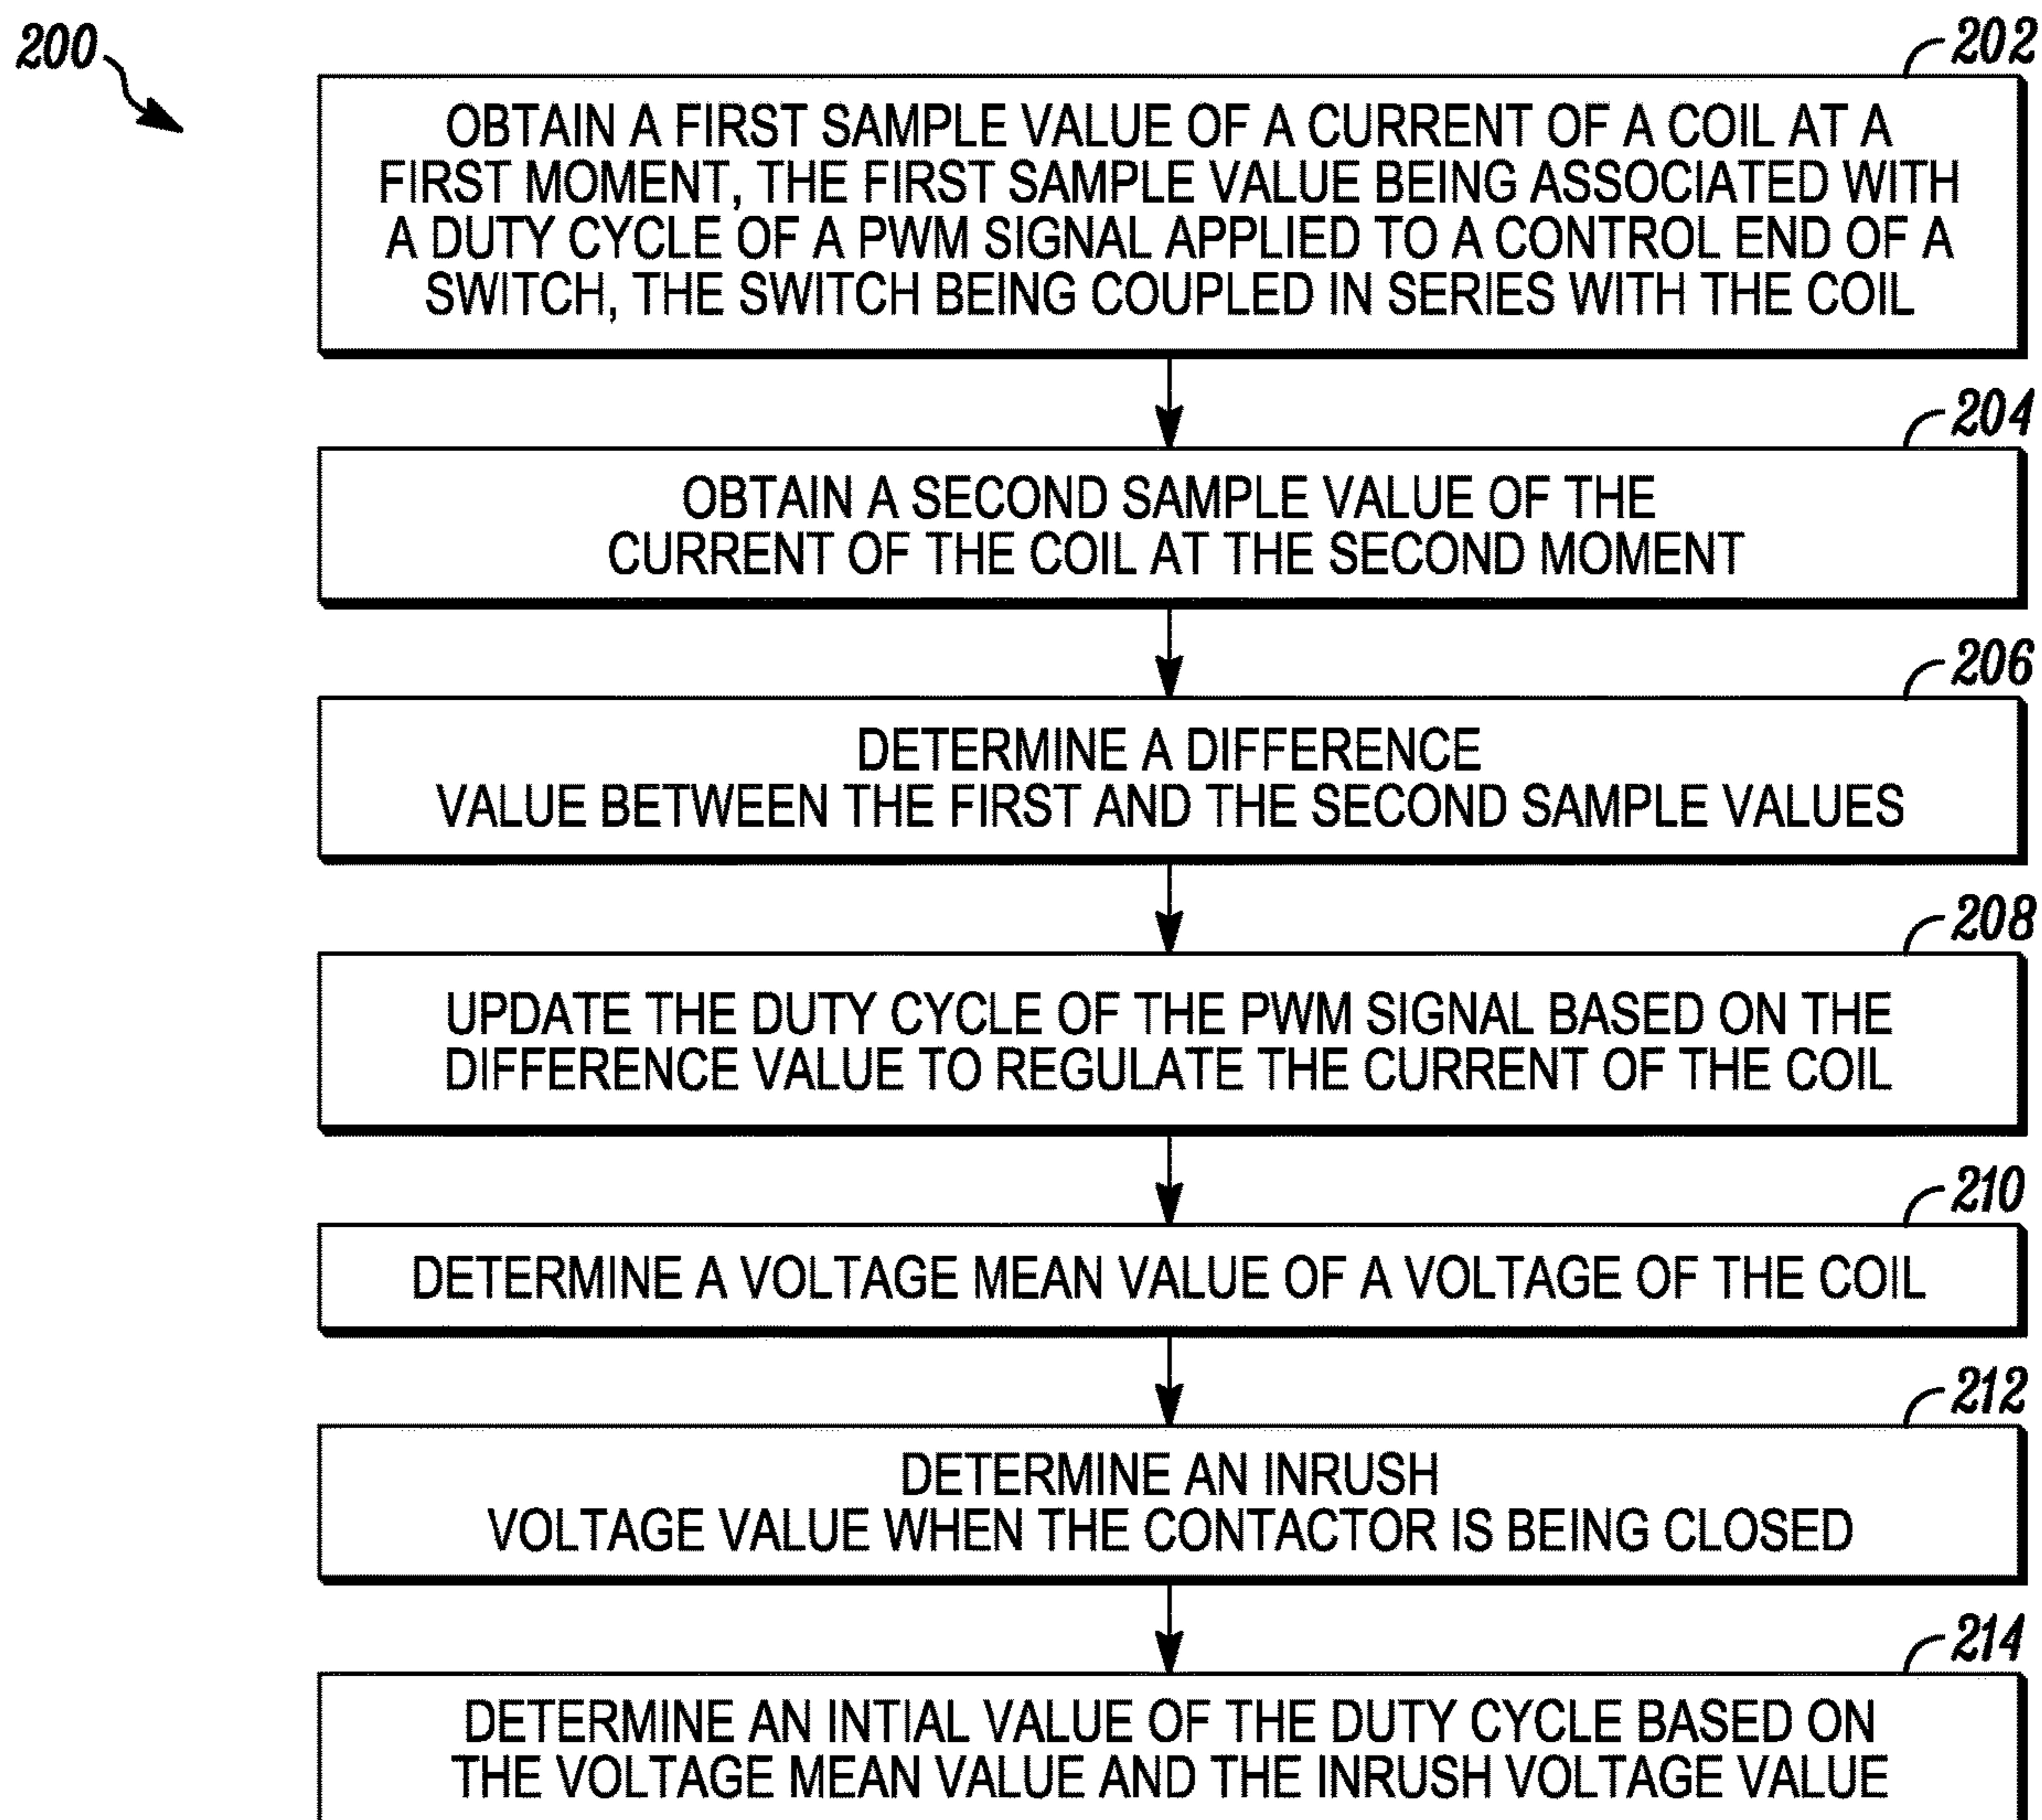 200
202
OBTAIN A FIRST SAMPLE VALUE OF A CURRENT OF A COIL AT A
FIRST MOMENT, THE FIRST SAMPLE VALUE BEING ASSOCIATED WITH
A DUTY CYCLE OF A PWM SIGNAL APPLIED TO A CONTROL END OF A
SWITCH, THE SWITCH BEING COUPLED IN SERIES WITH THE COIL
204
OBTAIN A SECOND SAMPLE VALUE OF THE
CURRENT OF THE COIL AT THE SECOND MOMENT
206
DETERMINE A DIFFERENCE
VALUE BETWEEN THE FIRST AND THE SECOND SAMPLE VALUES
208
UPDATE THE DUTY CYCLE OF THE PWM SIGNAL BASED ON THE
DIFFERENCE VALUE TO REGULATE THE CURRENT OF THE COIL
210
DETERMINE A VOLTAGE MEAN VALUE OF A VOLTAGE OF THE COIL
212
DETERMINE AN INRUSH
VOLTAGE VALUE WHEN THE CONTACTOR IS BEING CLOSED
214
DETERMINE AN INTIAL VALUE OF THE DUTY CYCLE BASED ON
THE VOLTAGE MEAN VALUE AND THE INRUSH VOLTAGE VALUE